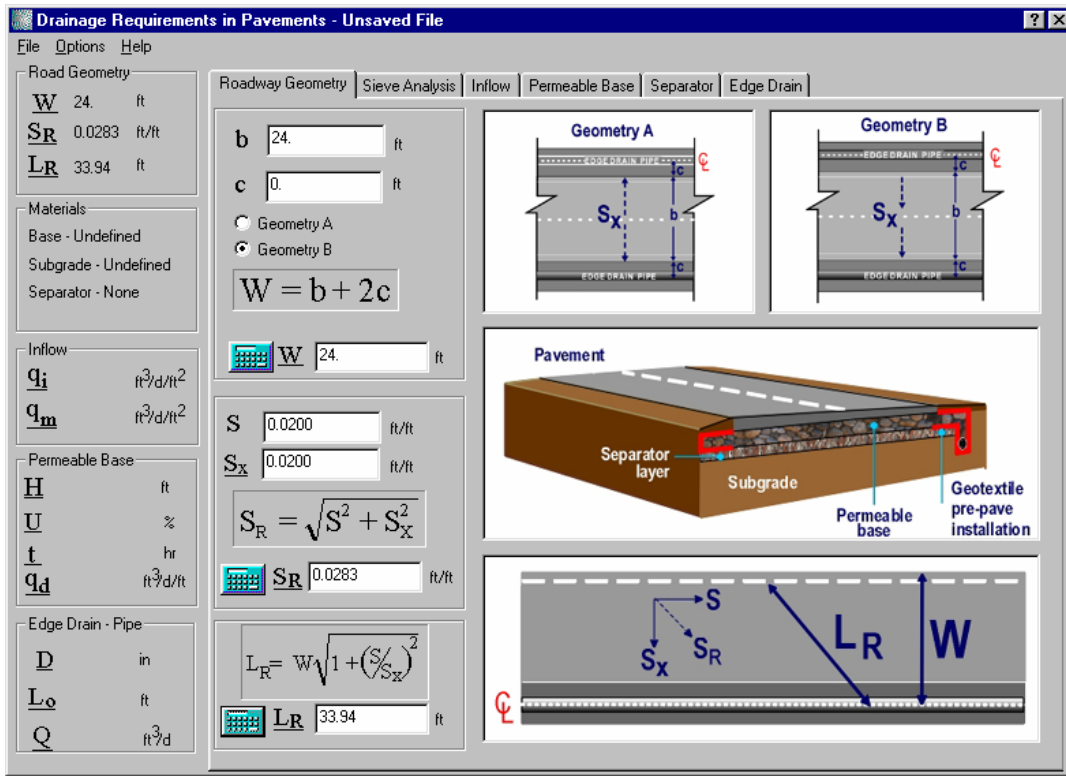 Drainage Requirements in Pavements - Unsaved File
File Options Help
Road Geometry
W 24. ft
SR 0.0283 ft/ft
LR 33.94 ft
Materials
Base - Undefined
Subgrade - Undefined
Separator - None
Inflow
qi ft³/d/ft²
qm ft³/d/ft²
Permeable Base
H ft
U %
t hr
qd ft³/d/ft
Edge Drain - Pipe
D in
Lo ft
Q ft³/d
Roadway Geometry Sieve Analysis Inflow Permeable Base Separator Edge Drain
b 24. ft
c 0. ft
Geometry A
Geometry B
W = b + 2c
W 24. ft
S 0.0200 ft/ft
Sx 0.0200 ft/ft
SR = √S² + Sx²
SR 0.0283 ft/ft
LR = W√1 + (S/Sx)²
LR 33.94 ft
Geometry A
EDGE DRAIN PIPE
℄
c
Sx
b
c
EDGE DRAIN PIPE
Geometry B
EDGE DRAIN PIPE
℄
c
Sx
b
c
EDGE DRAIN PIPE
Pavement
Separator
layer
Subgrade
Permeable
base
Geotextile
pre-pave
installation
S
SR
Sx
LR
W
℄